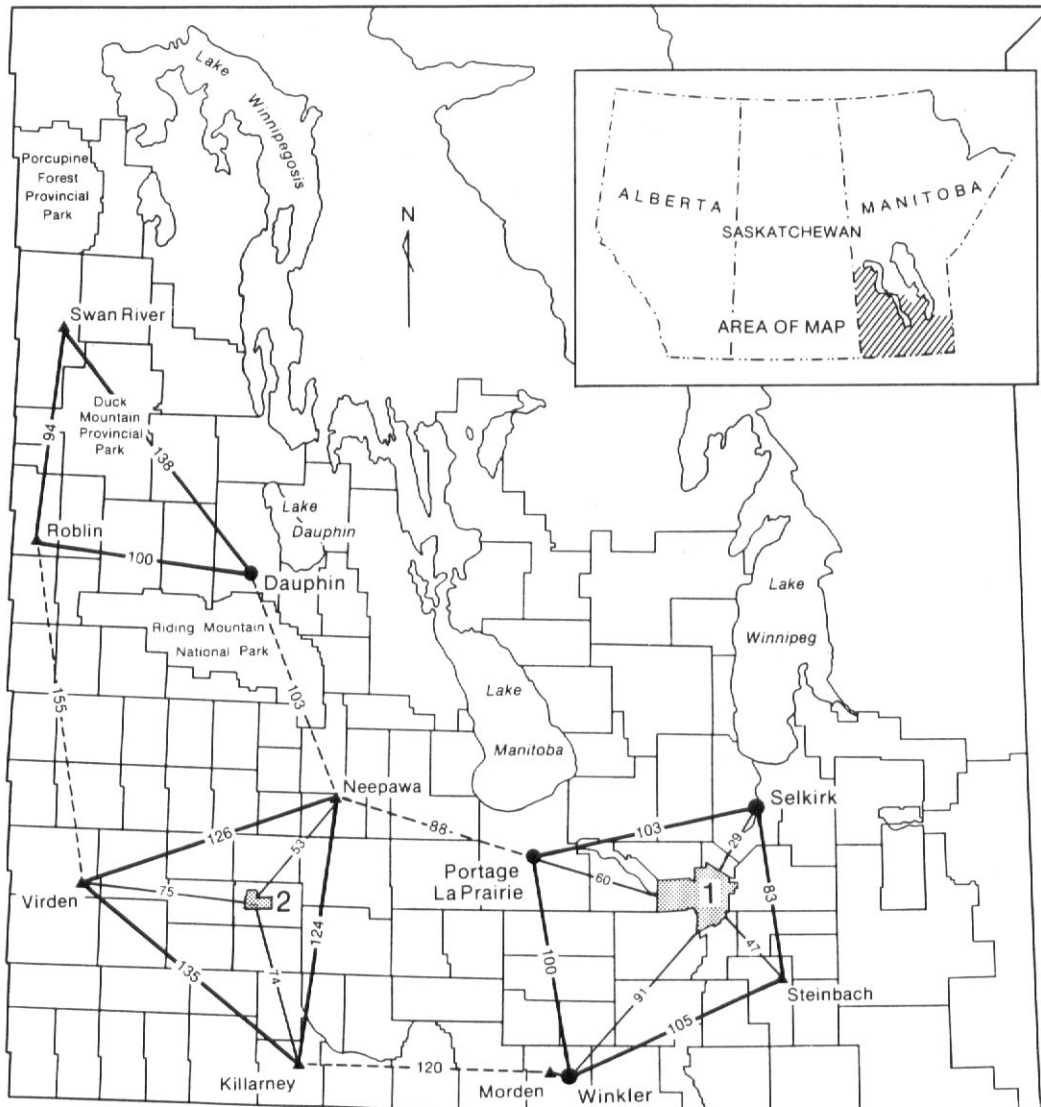 Lake
Winnipegosis
Porcupine
Forest
Provincial
Park
N
ALBERTA
SASKATCHEWAN
MANITOBA
AREA OF MAP
Swan River
Duck
Mountain
Provincial
Park
94
138
Roblin
100
Dauphin
Lake
Dauphin
Riding Mountain
National Park
Lake
Winnipeg
155
103
Lake
Manitoba
Neepawa
88
Selkirk
126
53
103
29
Portage
La Prairie
60
1
83
Virden
75
2
124
47
135
74
100
91
Steinbach
105
Killarney
120
Morden
Winkler